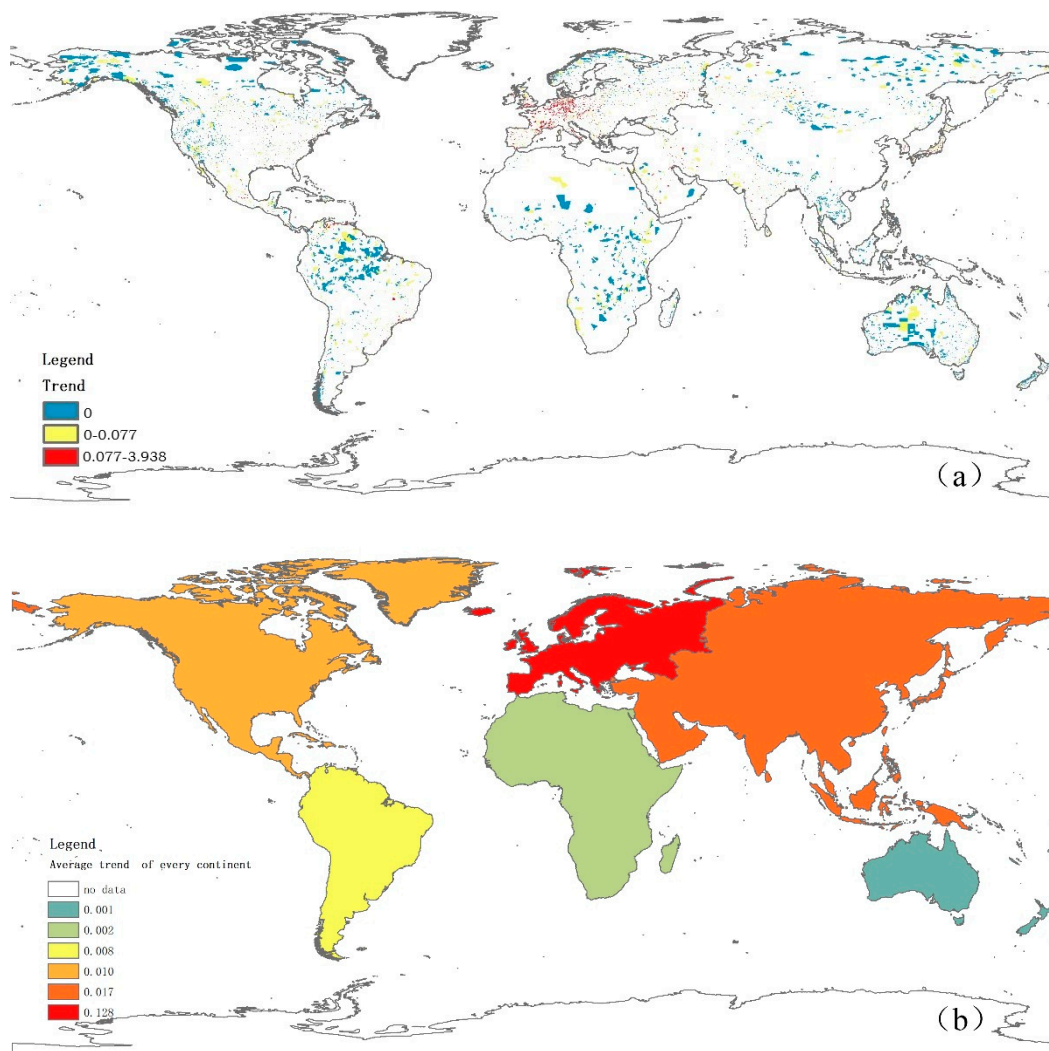 Legend
Trend
0
0-0.077
0.077-3.938
(a)
Legend
Average trend of every continent
no data
0.001
0.002
0.008
0.010
0.017
0.128
(b)